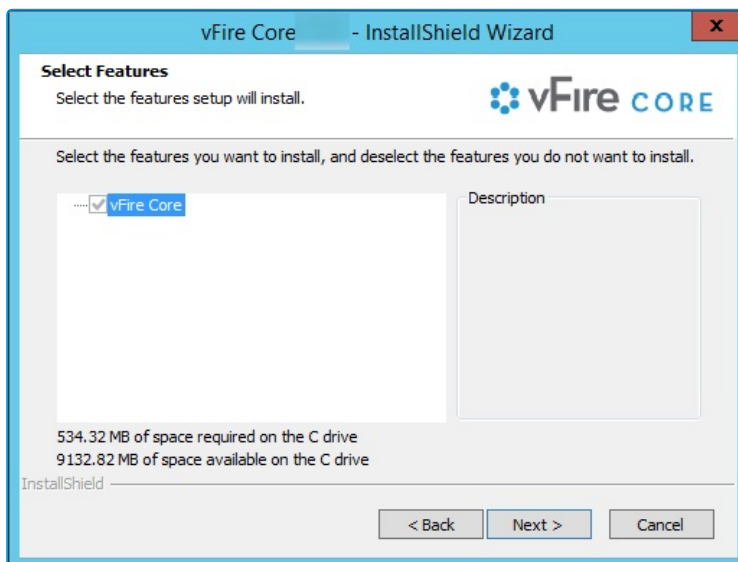 vFire Core - InstallShield Wizard
x
Select Features
Select the features setup will install.
vFire CORE
Select the features you want to install, and deselect the features you do not want to install.
vFire Core
Description
534.32 MB of space required on the C drive
9132.82 MB of space available on the C drive
InstallShield
< Back Next > Cancel